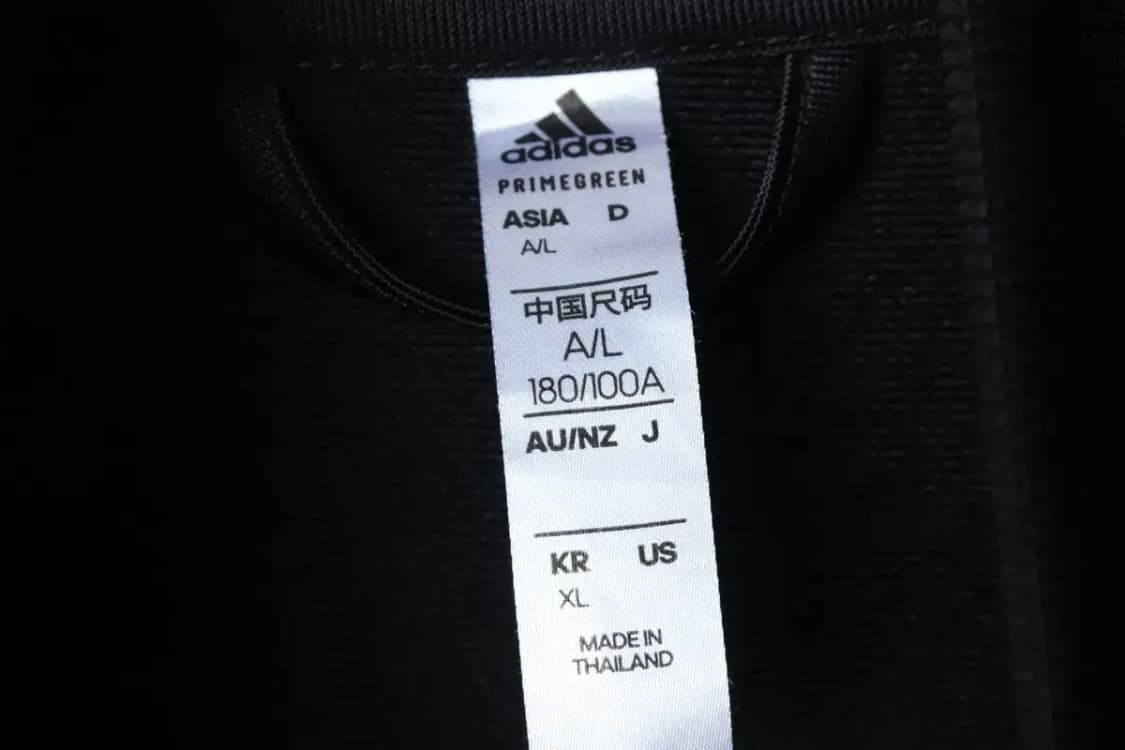 adidas
PRIMEGREEN
ASIA D
A/L
中国尺码
A/L
180/100A
AU/NZ J
KR US
XL
MADE IN
THAILAND